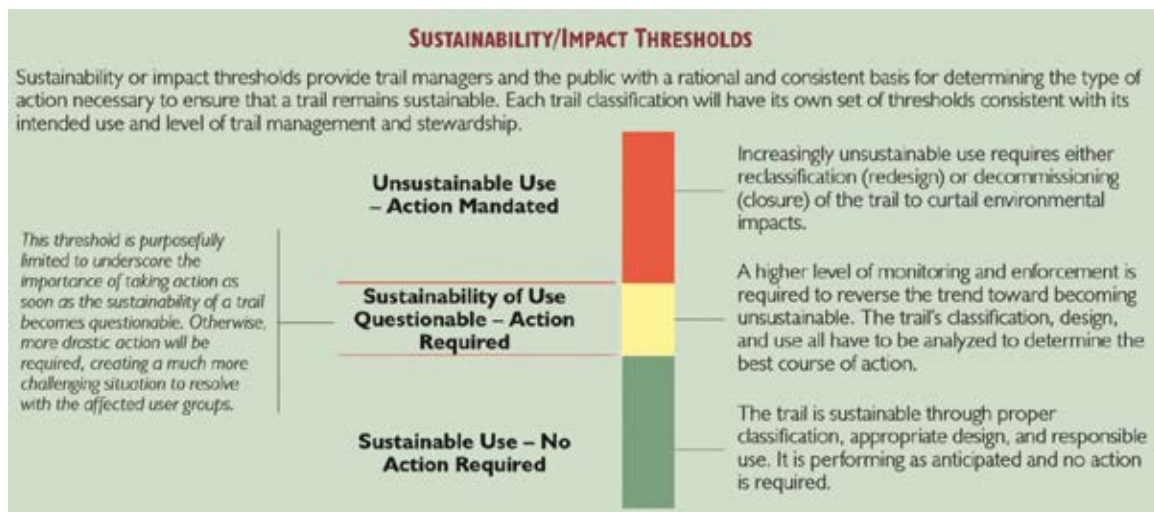 SUSTAINABILITY/IMPACT THRESHOLDS
Sustainability or impact thresholds provide trail managers and the public with a rational and consistent basis for determining the type of
action necessary to ensure that a trail remains sustainable. Each trail classification will have its own set of thresholds consistent with its
intended use and level of trail management and stewardship.
Unsustainable Use
– Action Mandated
Increasingly unsustainable use requires either
reclassification (redesign) or decommissioning
(closure) of the trail to curtail environmental
impacts.
This threshold is purposefully
limited to underscore the
importance of taking action as
soon as the sustainability of a trail
becomes questionable. Otherwise,
more drastic action will be
required, creating a much more
challenging situation to resolve
with the affected user groups.
Sustainability of Use
Questionable – Action
Required
A higher level of monitoring and enforcement is
required to reverse the trend toward becoming
unsustainable. The trail's classification, design,
and use all have to be analyzed to determine the
best course of action.
Sustainable Use – No
Action Required
The trail is sustainable through proper
classification, appropriate design, and responsible
use. It is performing as anticipated and no action
is required.